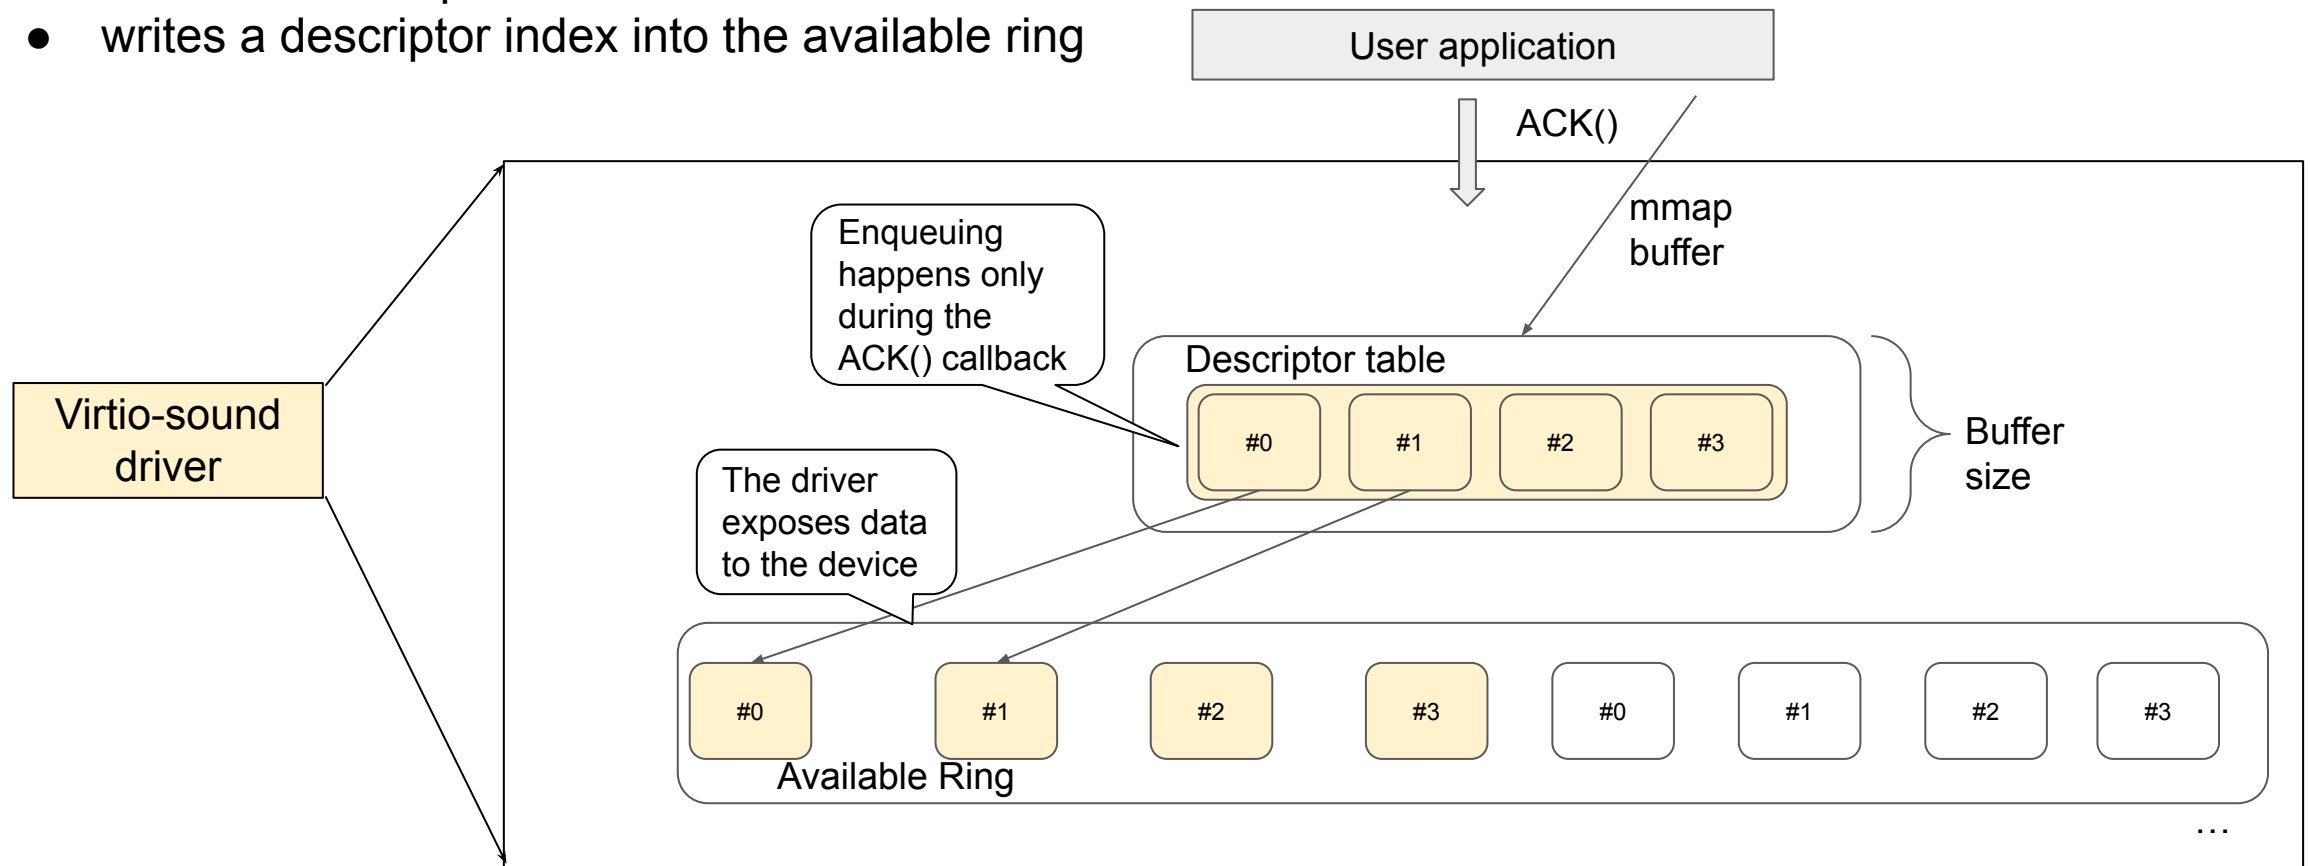 ● writes a descriptor index into the available ring
User application
ACK()
mmap
buffer
Enqueuing
happens only
during the
ACK() callback
Descriptor table
#0 #1 #2 #3
Buffer
size
Virtio-sound
driver
The driver
exposes data
to the device
#0 #1 #2 #3 #0 #1 #2 #3
Available Ring
...